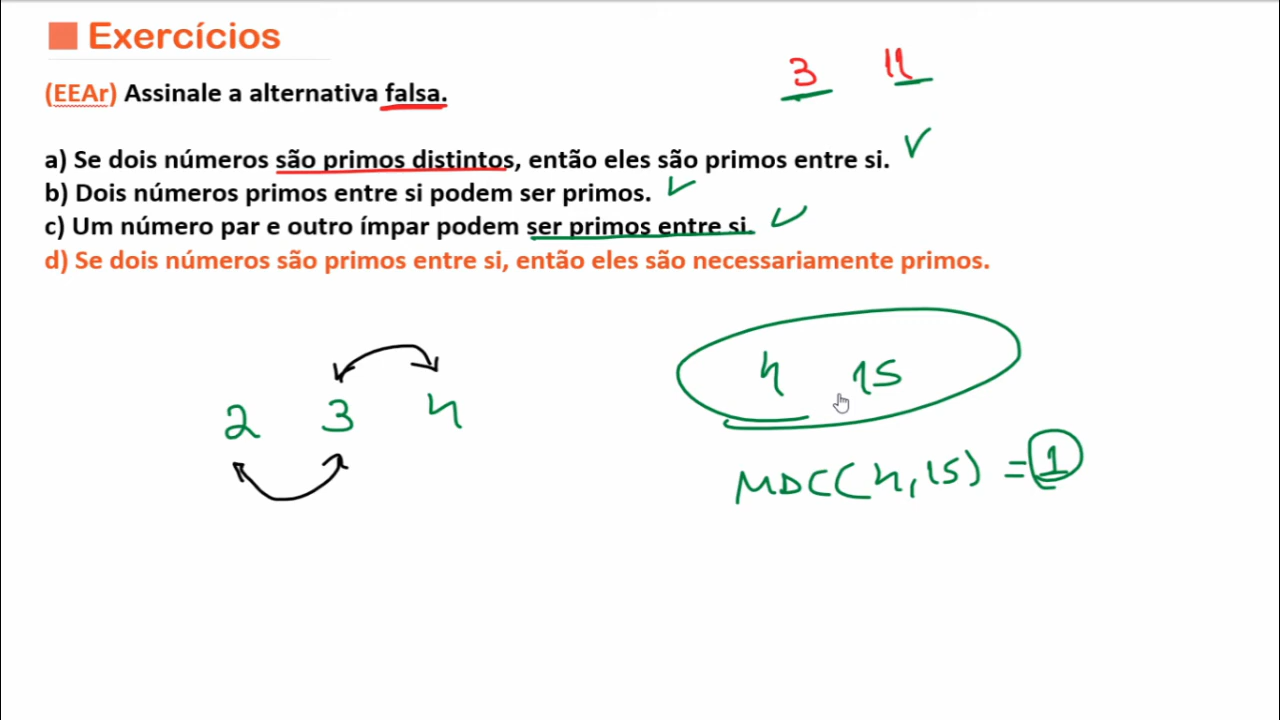 Exercícios
3 11
(EEAr) Assinale a alternativa falsa.
a) Se dois números são primos distintos, então eles são primos entre si.
b) Dois números primos entre si podem ser primos.
c) Um número par e outro ímpar podem ser primos entre si.
d) Se dois números são primos entre si, então eles são necessariamente primos.
4 15
2 3 4
MDC(4,15) = 1